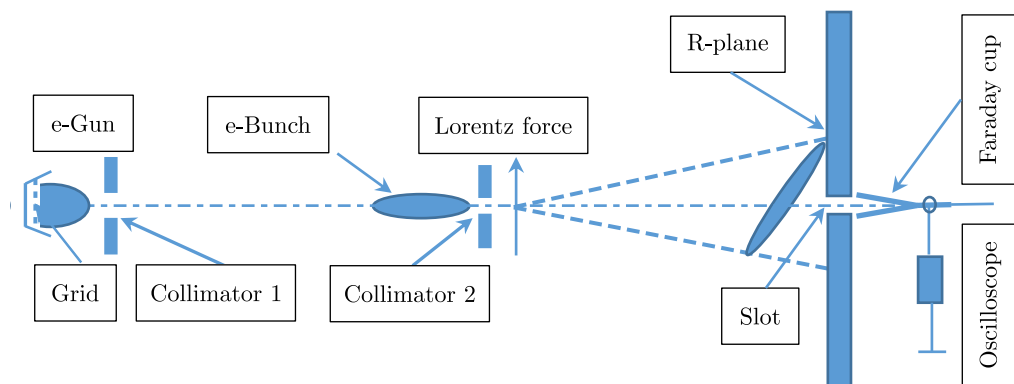 R-plane
e-Gun
e-Bunch
Lorentz force
Faraday cup
Grid
Collimator 1
Collimator 2
Slot
Oscilloscope